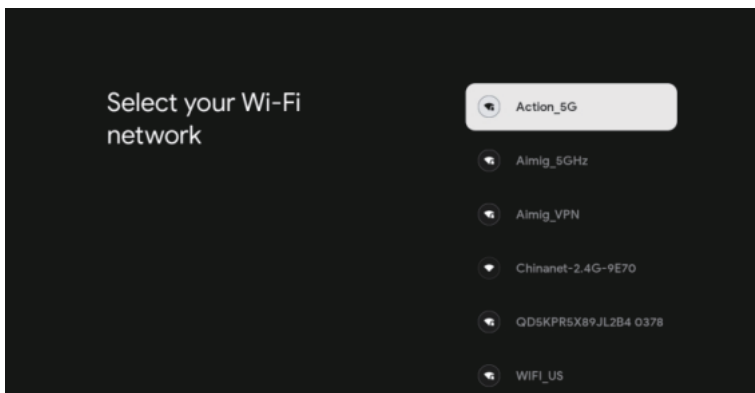 Select your Wi-Fi
network
Action_5G
Aimig_5GHz
Aimig_VPN
Chinanet-2.4G-9E70
QD5KPR5X89JL2B4 0378
WIFI_US